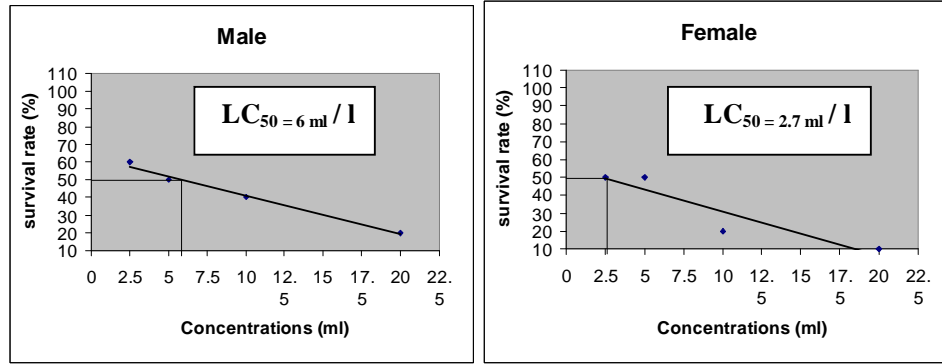 Male
survival rate (%)
110
100
90
80
70
60
50
40
30
20
10
LC50 = 6 ml / l
0 2.5 5 7.5 10 12. 15 17. 20 22.
5 5 5
Concentrations (ml)
Female
survival rate (%)
110
100
90
80
70
60
50
40
30
20
10
LC50 = 2.7 ml / l
0 2.5 5 7.5 10 12. 15 17. 20 22.
5 5 5
Concentrations (ml)